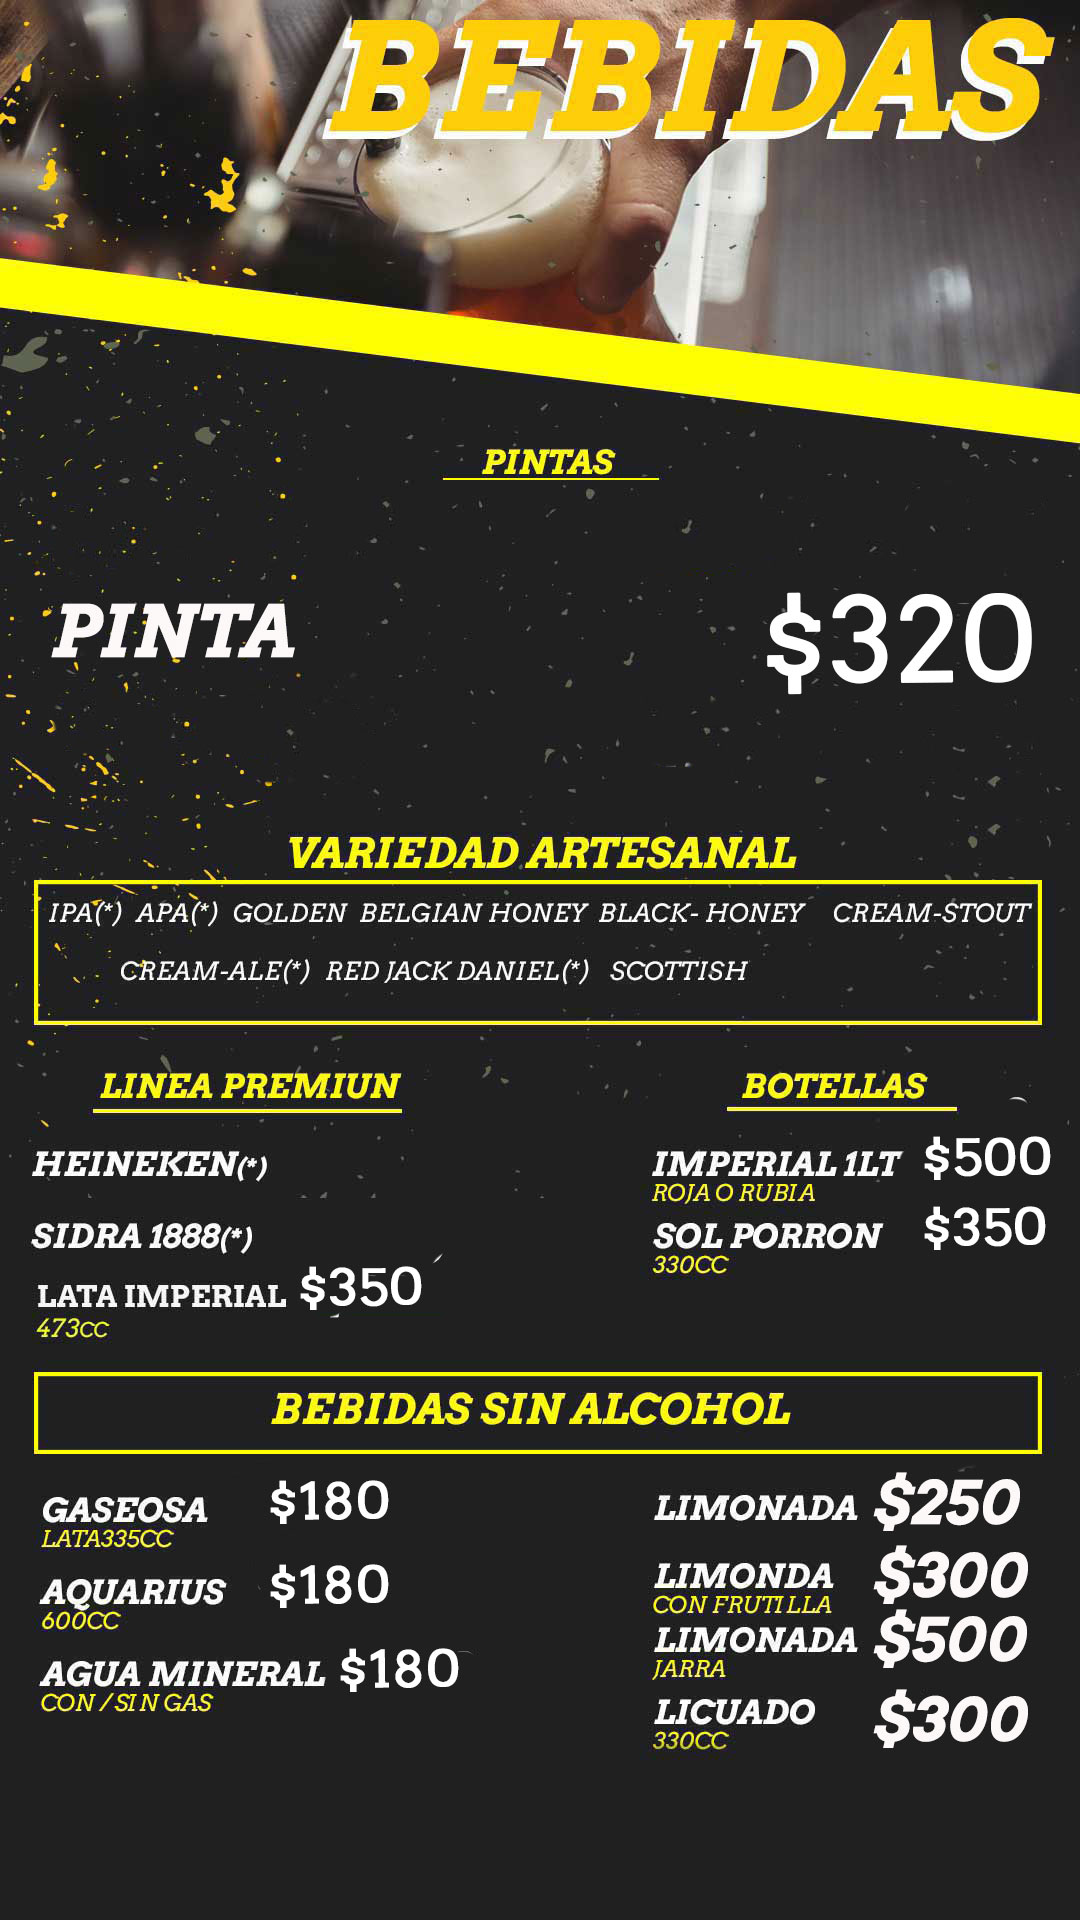 BEBIDAS
PINTAS
PINTA $320
VARIEDAD ARTESANAL
IPA(*) APA(*) GOLDEN BELGIAN HONEY BLACK- HONEY CREAM-STOUT
CREAM-ALE(*) RED JACK DANIEL(*) SCOTTISH
LINEA PREMIUN
HEINEKEN(*)
SIDRA 1888(*)
LATA IMPERIAL $350
473CC
BOTELLAS
IMPERIAL 1LT $500
ROJA O RUBIA
SOL PORRON $350
330CC
BEBIDAS SIN ALCOHOL
GASEOSA $180
LATA335CC
AQUARIUS $180
600CC
AGUA MINERAL $180
CON / SIN GAS
LIMONADA $250
LIMONDA $300
CON FRUTILLA
LIMONADA $500
JARRA
LICUADO $300
330CC